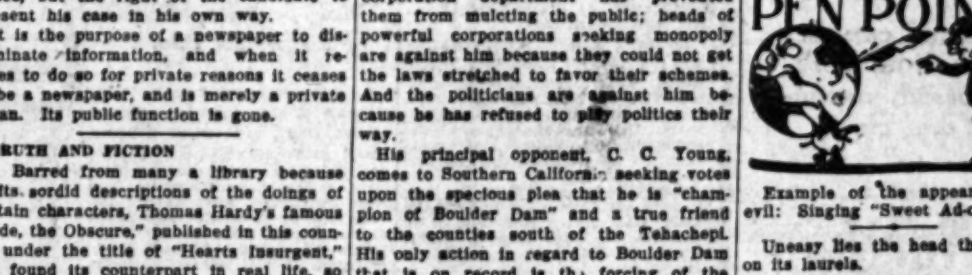 sent his case in his own way.
t is the purpose of a newspaper to dis-
inate information, and when it re-
es to do so for private reasons it ceases
be a newspaper, and is merely a private
an. Its public function is gone.
RUTH AND FICTION
Barred from many a library because
its sordid descriptions of the doings of
tain characters, Thomas Hardy's famous
de, the Obscure," published in this coun-
under the title of "Hearts Insurgent,"
found its counterpart in real life, so
them from mulcting the public; heads of
powerful corporations seeking monopoly
are against him because they could not get
the laws stretched to favor their schemes.
And the politicians are against him be-
cause he has refused to play politics their
way.
His principal opponent, C. C. Young,
comes to Southern California seeking votes
upon the specious plea that he is "cham-
pion of Boulder Dam" and a true friend
to the counties south of the Tehachepi.
His only action in regard to Boulder Dam
that is on record is the forcing of the
PEN POIN
Example of the appear
evil: Singing "Sweet Ad-
Uneasy lies the head th
on its laurels.